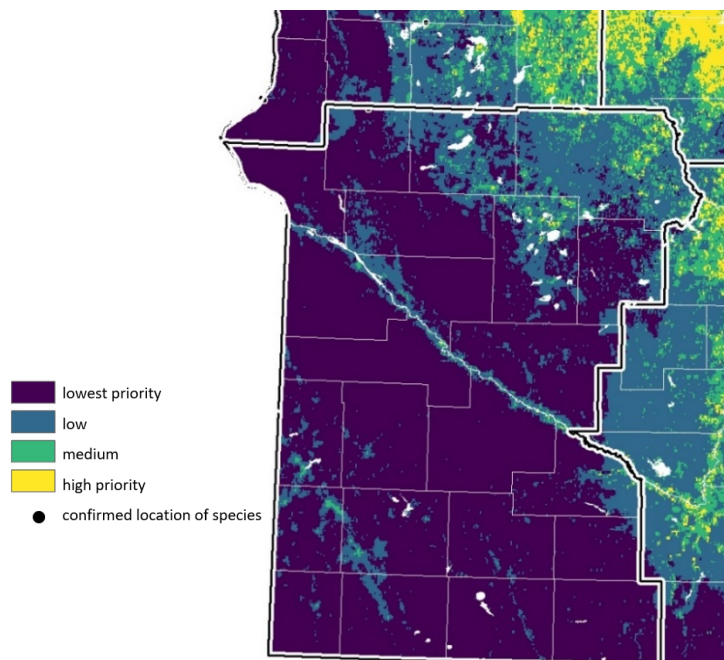 lowest priority
low
medium
high priority
confirmed location of species